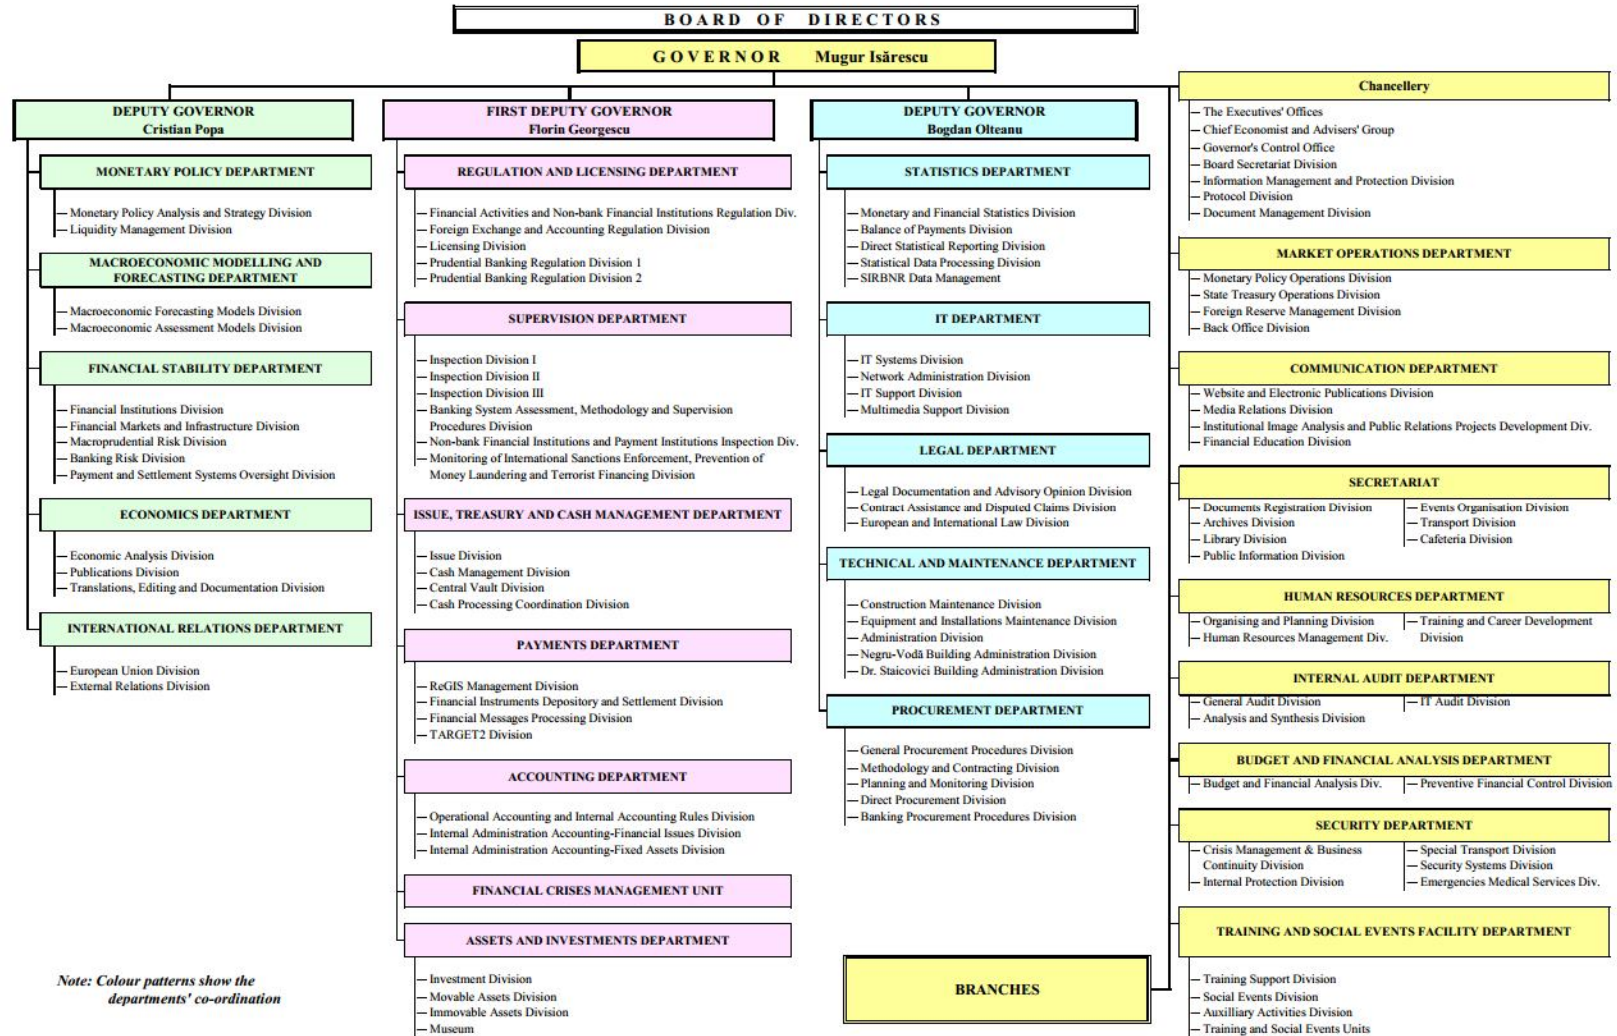 BOARD OF DIRECTORS
GOVERNOR Mugur Isărescu
DEPUTY GOVERNOR
Cristian Popa
MONETARY POLICY DEPARTMENT
— Monetary Policy Analysis and Strategy Division
— Liquidity Management Division
MACROECONOMIC MODELLING AND
FORECASTING DEPARTMENT
— Macroeconomic Forecasting Models Division
— Macroeconomic Assessment Models Division
FINANCIAL STABILITY DEPARTMENT
— Financial Institutions Division
— Financial Markets and Infrastructure Division
— Macroprudential Risk Division
— Banking Risk Division
— Payment and Settlement Systems Oversight Division
ECONOMICS DEPARTMENT
— Economic Analysis Division
— Publications Division
— Translations, Editing and Documentation Division
INTERNATIONAL RELATIONS DEPARTMENT
— European Union Division
— External Relations Division
Note: Colour patterns show the
departments' co-ordination
FIRST DEPUTY GOVERNOR
Florin Georgescu
REGULATION AND LICENSING DEPARTMENT
— Financial Activities and Non-bank Financial Institutions Regulation Div.
— Foreign Exchange and Accounting Regulation Division
— Licensing Division
— Prudential Banking Regulation Division 1
— Prudential Banking Regulation Division 2
SUPERVISION DEPARTMENT
— Inspection Division I
— Inspection Division II
— Inspection Division III
— Banking System Assessment, Methodology and Supervision
Procedures Division
— Non-bank Financial Institutions and Payment Institutions Inspection Div.
— Monitoring of International Sanctions Enforcement, Prevention of
Money Laundering and Terrorist Financing Division
ISSUE, TREASURY AND CASH MANAGEMENT DEPARTMENT
— Issue Division
— Cash Management Division
— Central Vault Division
— Cash Processing Coordination Division
PAYMENTS DEPARTMENT
— ReGIS Management Division
— Financial Instruments Depository and Settlement Division
— Financial Messages Processing Division
— TARGET2 Division
ACCOUNTING DEPARTMENT
— Operational Accounting and Internal Accounting Rules Division
— Internal Administration Accounting-Financial Issues Division
— Internal Administration Accounting-Fixed Assets Division
FINANCIAL CRISES MANAGEMENT UNIT
ASSETS AND INVESTMENTS DEPARTMENT
— Investment Division
— Movable Assets Division
— Immovable Assets Division
— Museum
DEPUTY GOVERNOR
Bogdan Olteanu
STATISTICS DEPARTMENT
— Monetary and Financial Statistics Division
— Balance of Payments Division
— Direct Statistical Reporting Division
— Statistical Data Processing Division
— SIRBNR Data Management
IT DEPARTMENT
— IT Systems Division
— Network Administration Division
— IT Support Division
— Multimedia Support Division
LEGAL DEPARTMENT
— Legal Documentation and Advisory Opinion Division
— Contract Assistance and Disputed Claims Division
— European and International Law Division
TECHNICAL AND MAINTENANCE DEPARTMENT
— Construction Maintenance Division
— Equipment and Installations Maintenance Division
— Administration Division
— Negru-Vodă Building Administration Division
— Dr. Staicovici Building Administration Division
PROCUREMENT DEPARTMENT
— General Procurement Procedures Division
— Methodology and Contracting Division
— Planning and Monitoring Division
— Direct Procurement Division
— Banking Procurement Procedures Division
BRANCHES
Chancellery
— The Executives' Offices
— Chief Economist and Advisers' Group
— Governor's Control Office
— Board Secretariat Division
— Information Management and Protection Division
— Protocol Division
— Document Management Division
MARKET OPERATIONS DEPARTMENT
— Monetary Policy Operations Division
— State Treasury Operations Division
— Foreign Reserve Management Division
— Back Office Division
COMMUNICATION DEPARTMENT
— Website and Electronic Publications Division
— Media Relations Division
— Institutional Image Analysis and Public Relations Projects Development Div.
— Financial Education Division
SECRETARIAT
— Documents Registration Division
— Archives Division
— Library Division
— Public Information Division
— Events Organisation Division
— Transport Division
— Cafeteria Division
HUMAN RESOURCES DEPARTMENT
— Organising and Planning Division
— Human Resources Management Div.
— Training and Career Development
Division
INTERNAL AUDIT DEPARTMENT
— General Audit Division
— Analysis and Synthesis Division
— IT Audit Division
BUDGET AND FINANCIAL ANALYSIS DEPARTMENT
— Budget and Financial Analysis Div.
— Preventive Financial Control Division
SECURITY DEPARTMENT
— Crisis Management & Business
Continuity Division
— Internal Protection Division
— Special Transport Division
— Security Systems Division
— Emergencies Medical Services Div.
TRAINING AND SOCIAL EVENTS FACILITY DEPARTMENT
— Training Support Division
— Social Events Division
— Auxilliary Activities Division
— Training and Social Events Units